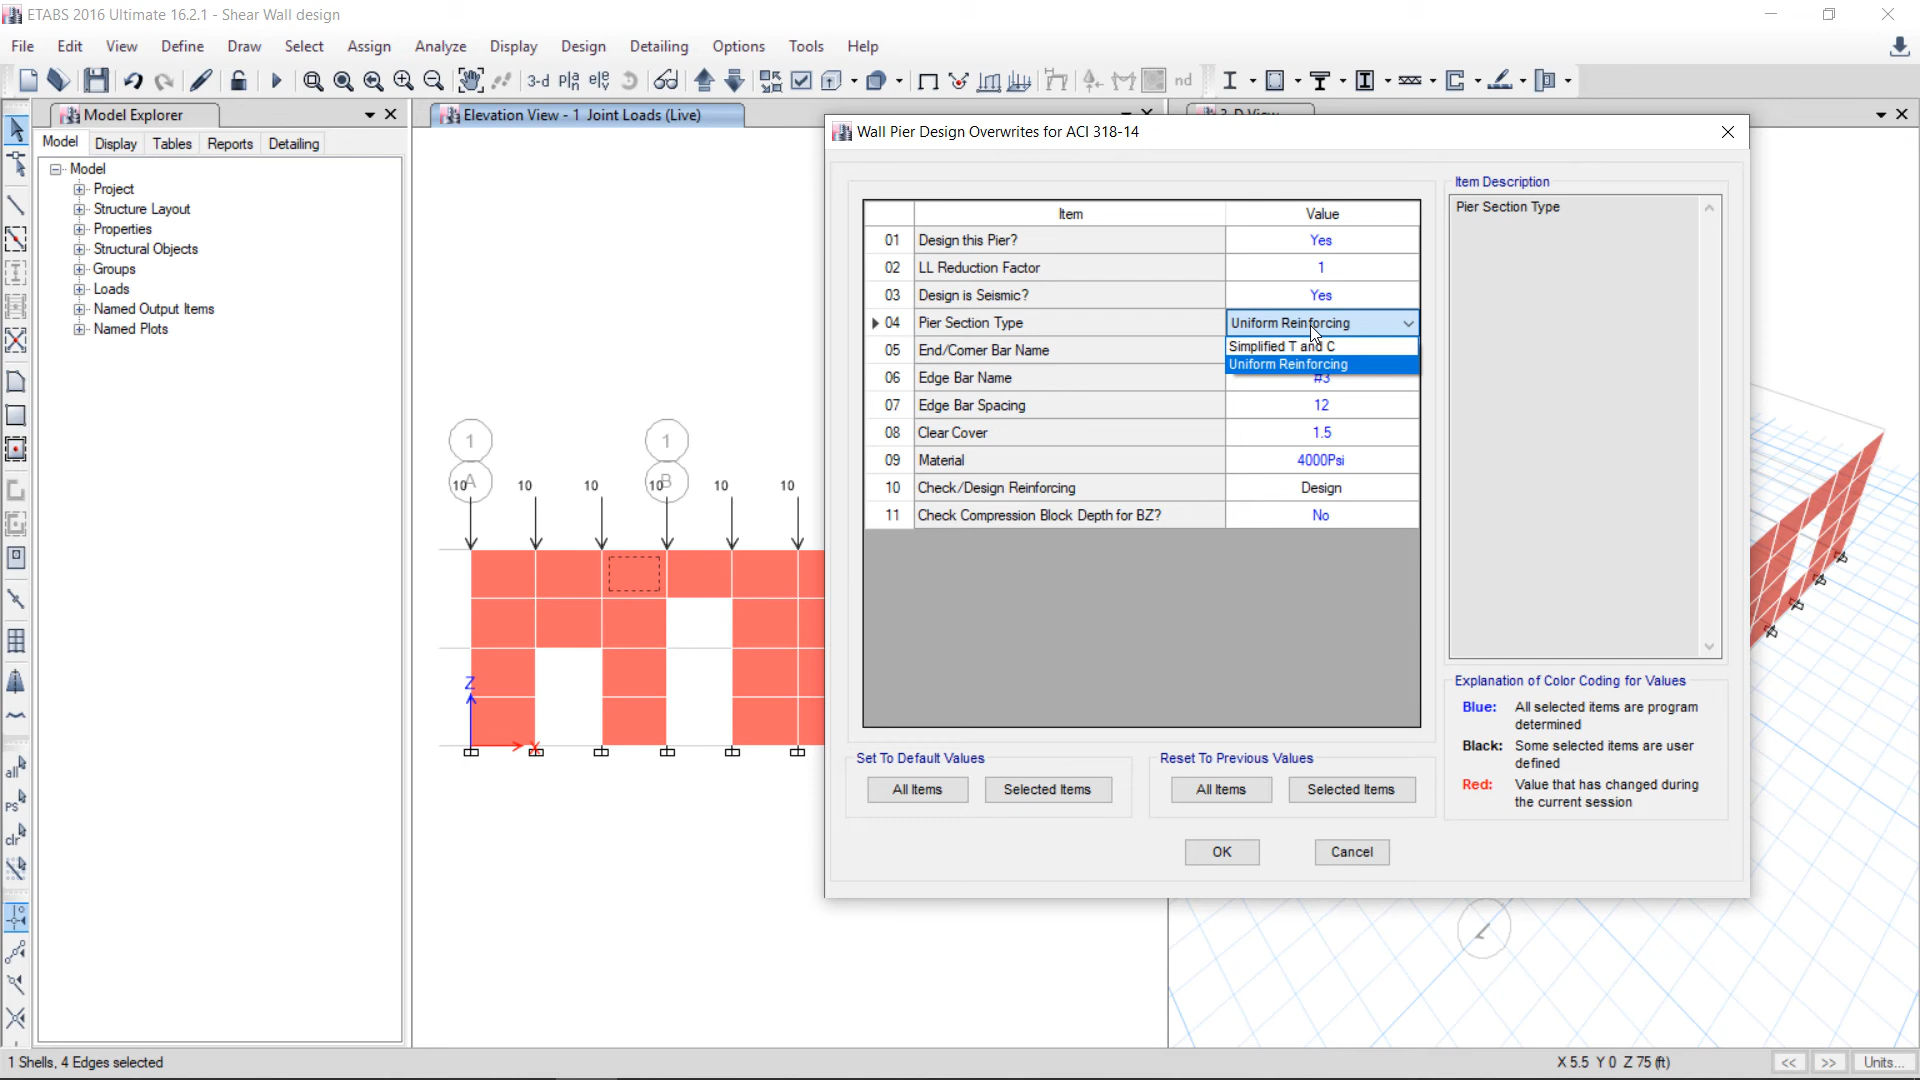 ETABS 2016 Ultimate 16.2.1 - Shear Wall design
File Edit View Define Draw Select Assign Analyze Display Design Detailing Options Tools Help
3-d
nd
Model Explorer
Model Display Tables Reports Detailing
Model
Project
Structure Layout
Properties
Structural Objects
Groups
Loads
Named Output Items
Named Plots
all
ps
clr
Elevation View - 1 Joint Loads (Live)
3-D View
1 1
A B
10 10 10 10 10 10
Z
X
Wall Pier Design Overwrites for ACI 318-14
Item Value
01 Design this Pier? Yes
02 LL Reduction Factor 1
03 Design is Seismic? Yes
04 Pier Section Type Uniform Reinforcing
05 End/Corner Bar Name
Simplified T and C
Uniform Reinforcing
06 Edge Bar Name #3
07 Edge Bar Spacing 12
08 Clear Cover 1.5
09 Material 4000Psi
10 Check/Design Reinforcing Design
11 Check Compression Block Depth for BZ? No
Set To Default Values
All Items Selected Items
Reset To Previous Values
All Items Selected Items
OK Cancel
Item Description
Pier Section Type
Explanation of Color Coding for Values
Blue: All selected items are program
determined
Black: Some selected items are user
defined
Red: Value that has changed during
the current session
1 Shells, 4 Edges selected
X 5.5 Y 0 Z 75 (ft)
<< >> Units...